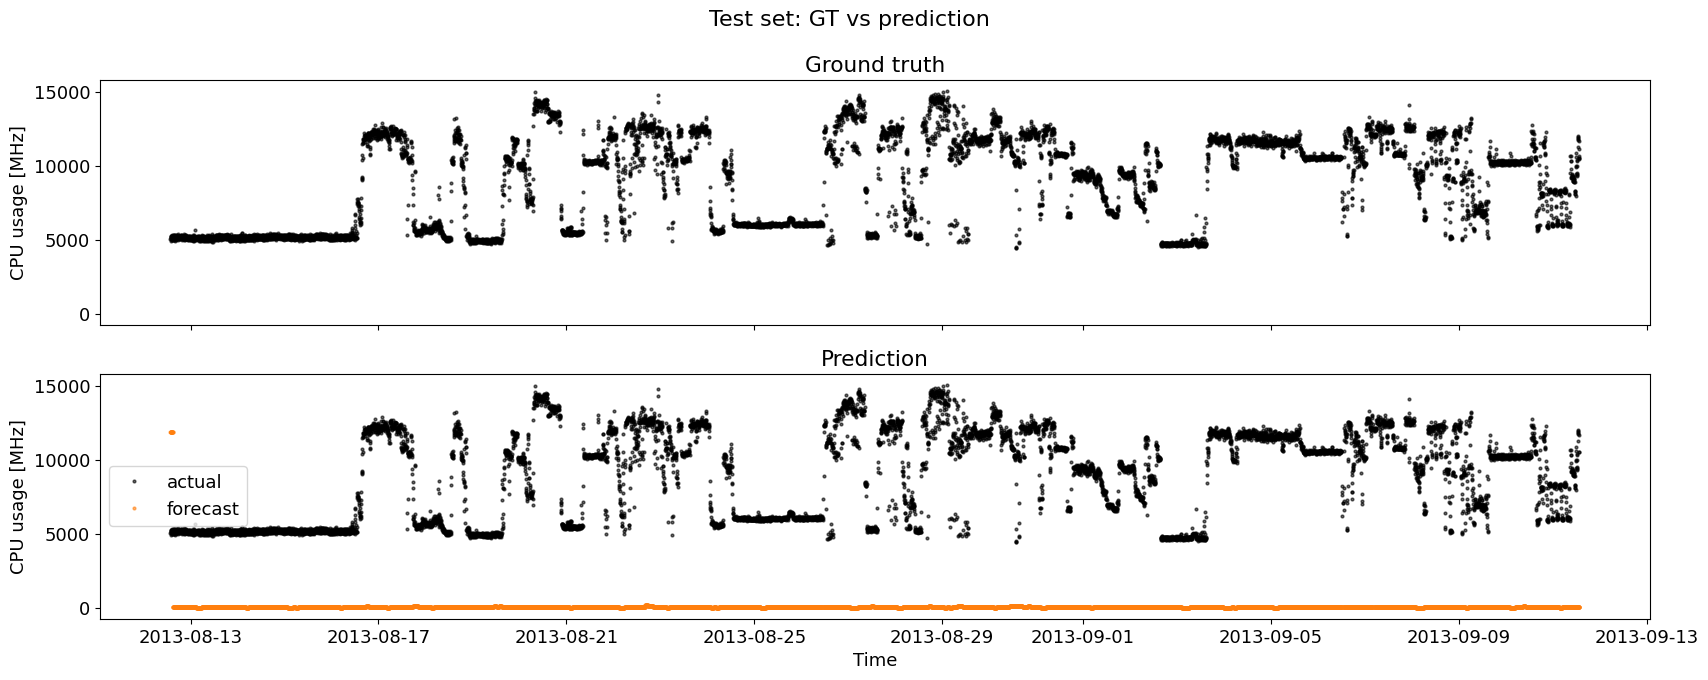 Test set: GT vs prediction
Ground truth
CPU usage [MHz]
15000
10000
5000
0
Prediction
CPU usage [MHz]
15000
10000
5000
0
actual
forecast
2013-08-13 2013-08-17 2013-08-21 2013-08-25 2013-08-29 2013-09-01 2013-09-05 2013-09-09 2013-09-13
Time